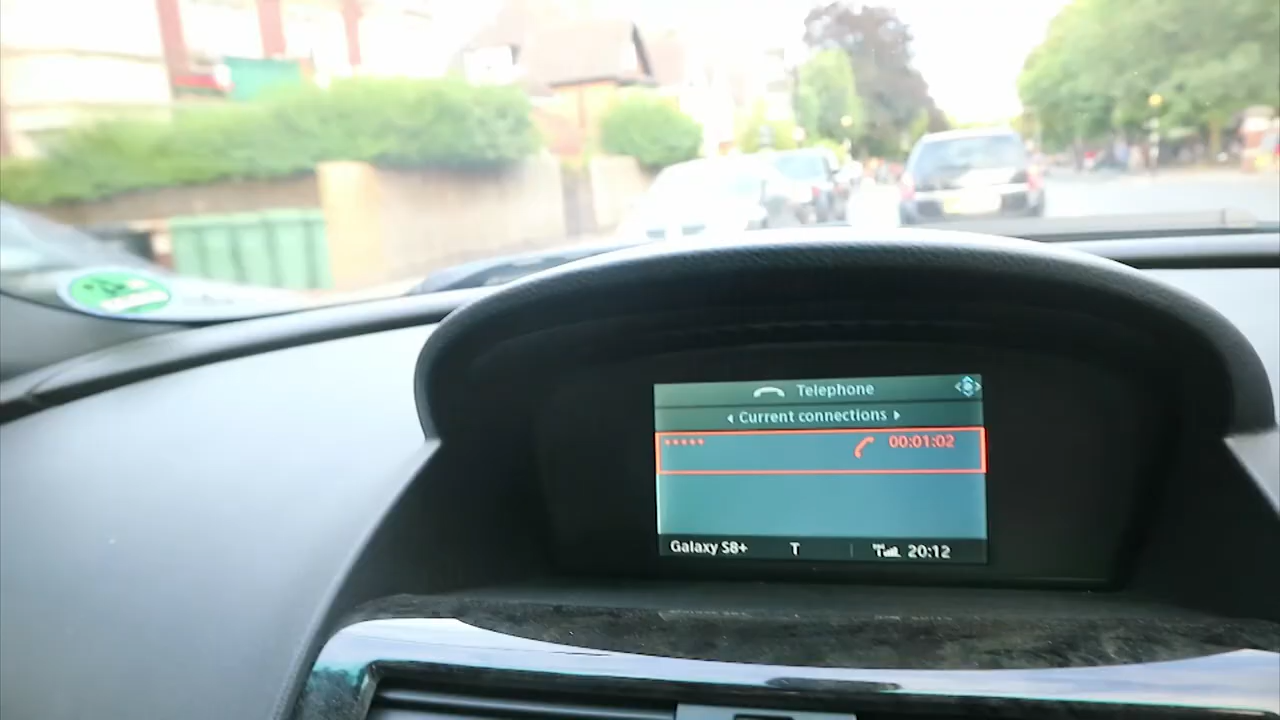 Telephone
Current connections
***** 00:01:02
Galaxy S8+ T 20:12